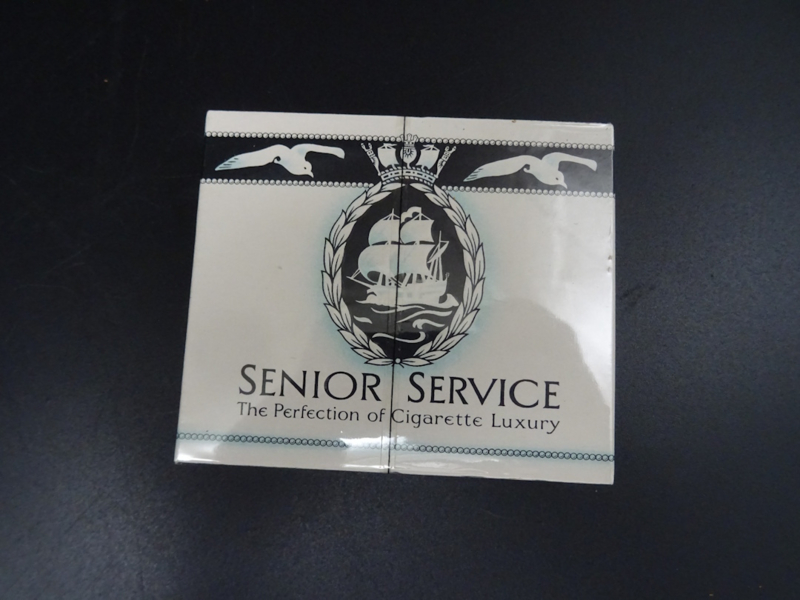 SENIOR SERVICE
The Perfection of Cigarette Luxury